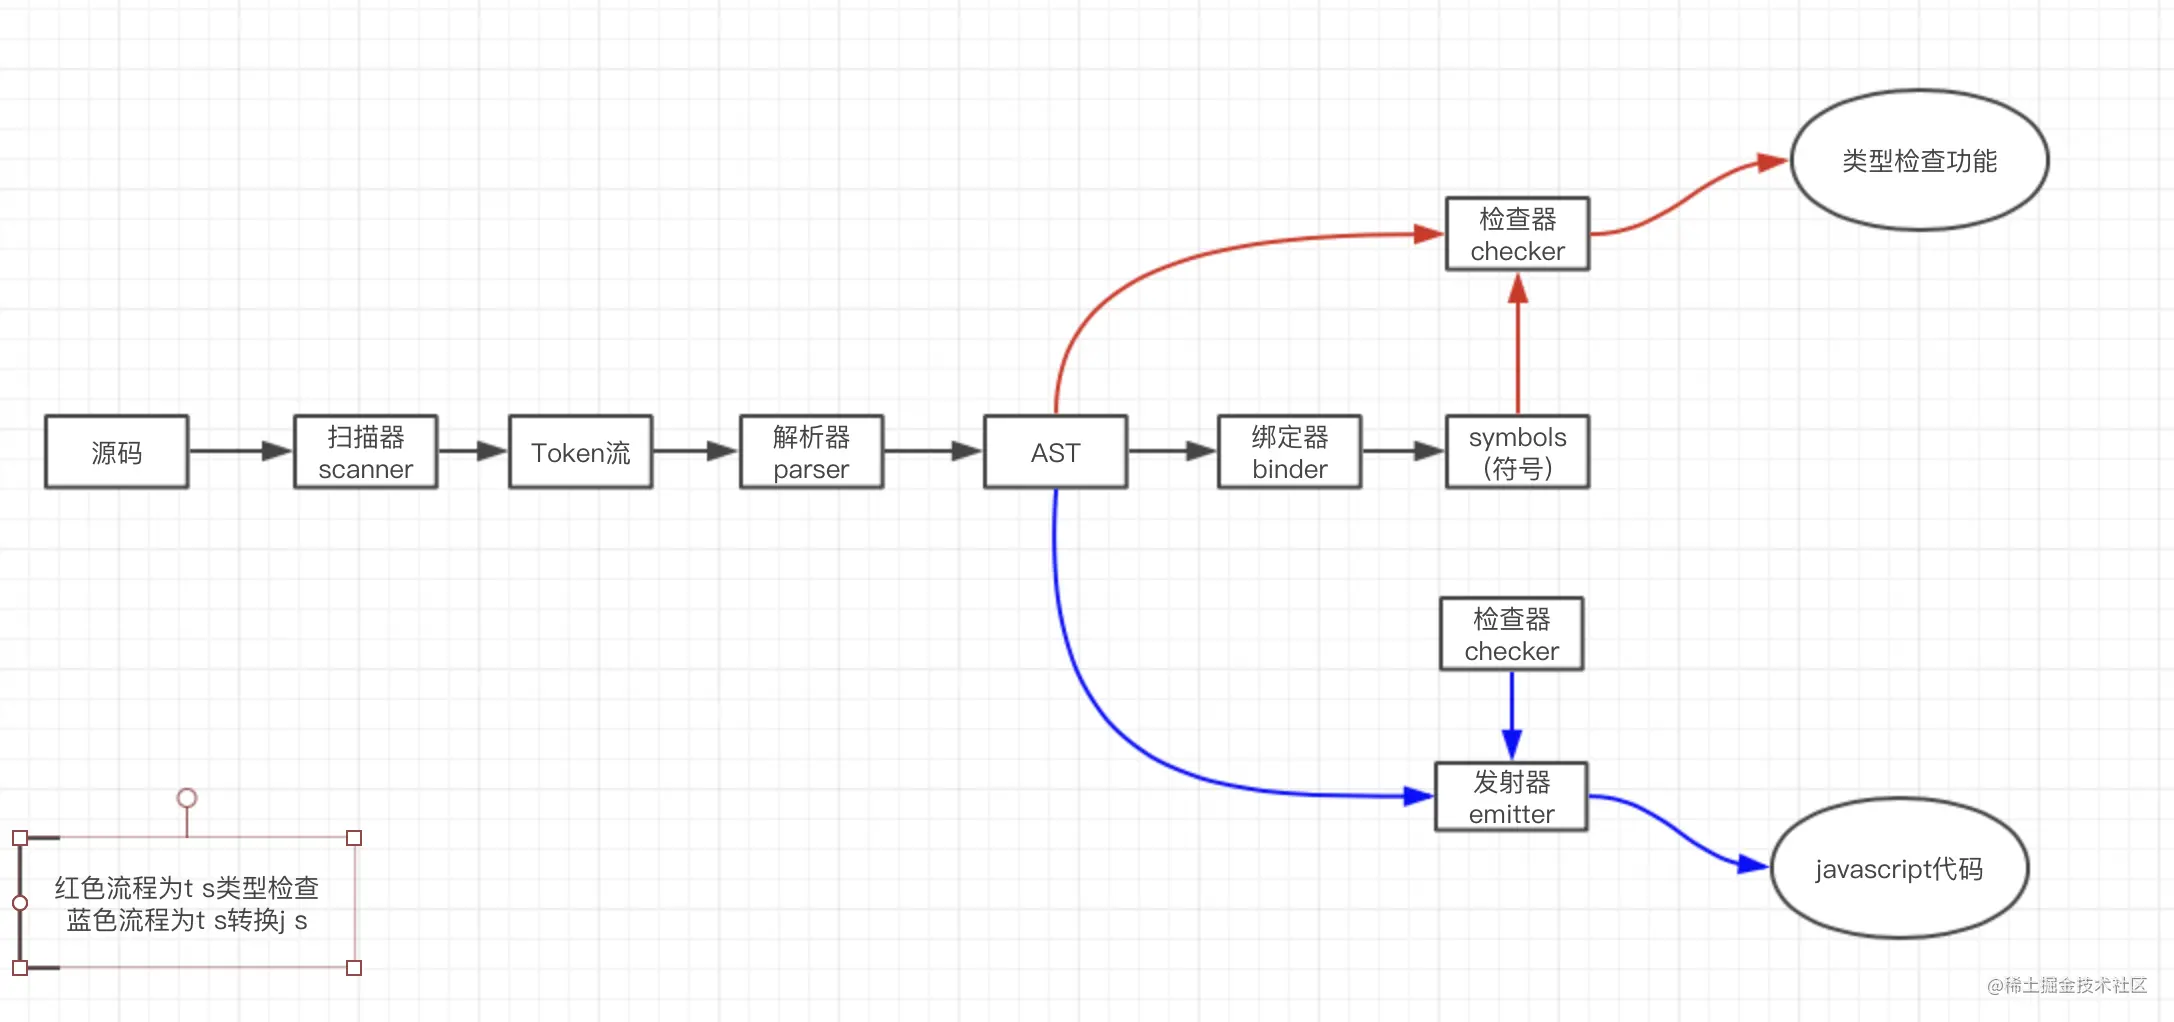 类型检查功能
检查器
checker
源码
扫描器
scanner
Token流
解析器
parser
AST
绑定器
binder
symbols
(符号)
检查器
checker
发射器
emitter
javascript代码
红色流程为t s类型检查
蓝色流程为t s转换j s
@稀土掘金技术社区